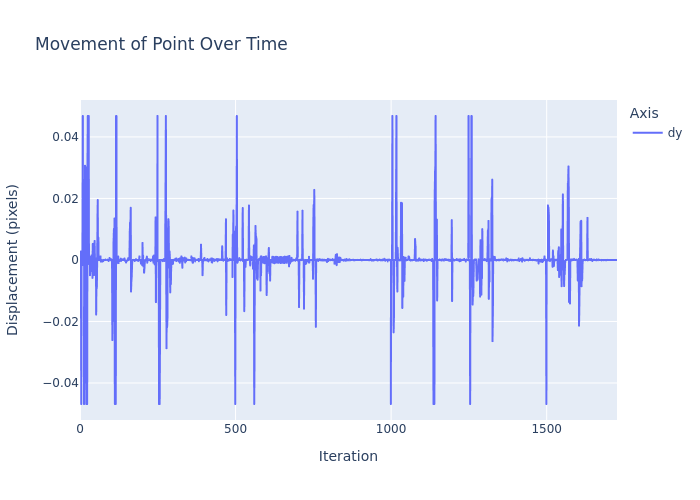 Movement of Point Over Time
Axis
dy
0.04
0.02
0
−0.02
−0.04
Displacement (pixels)
0
500
1000
1500
Iteration